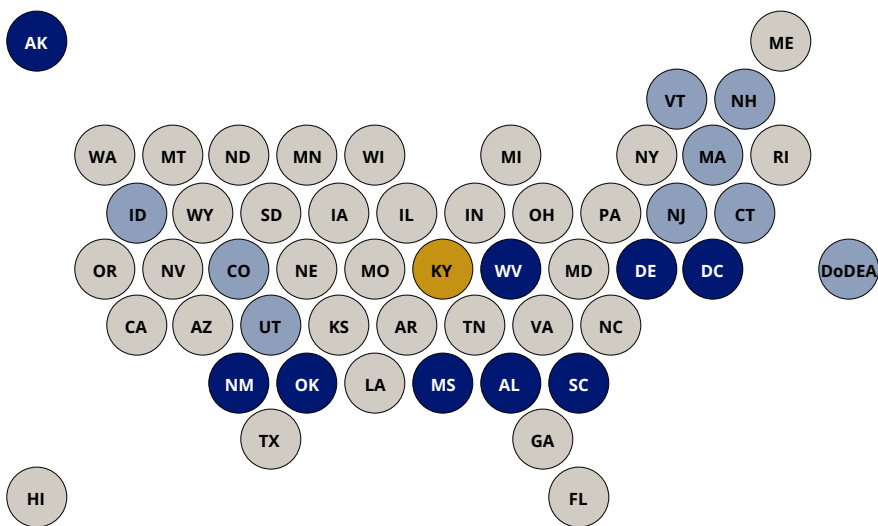 AK
ME
VT NH
WA MT ND MN WI MI NY MA RI
ID WY SD IA IL IN OH PA NJ CT
OR NV CO NE MO KY WV MD DE DC DoDEA
CA AZ UT KS AR TN VA NC
NM OK LA MS AL SC
TX GA
HI FL